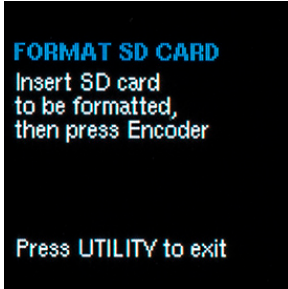 FORMAT SD CARD
Insert SD card
to be formatted,
then press Encoder
Press UTILITY to exit